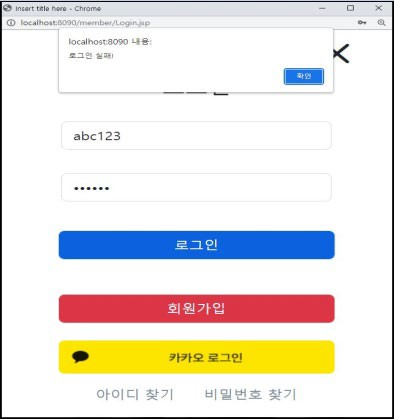 Insert title here - Chrome
localhost:8090/member/Login.jsp
localhost:8090 내용:
로그인 실패!
확인
abc123
••••••
로그인
회원가입
카카오 로그인
아이디 찾기 비밀번호 찾기